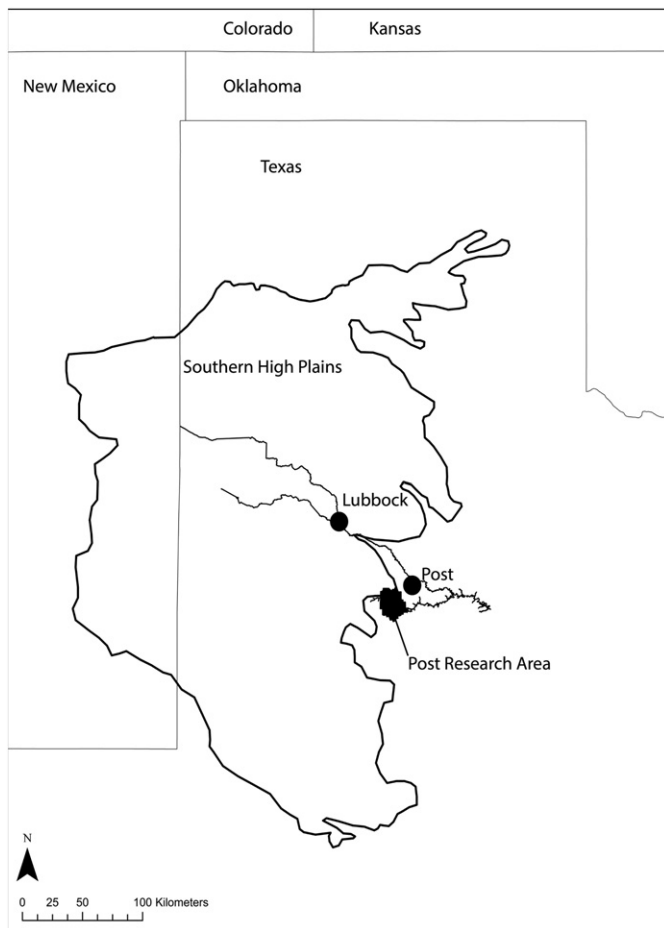 Colorado
Kansas
New Mexico
Oklahoma
Texas
Southern High Plains
Lubbock
Post
Post Research Area
N
0 25 50 100 Kilometers